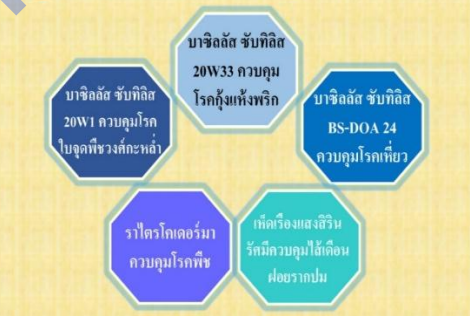 บาซิลลัส ซับทิลิส
20W33 ควบคุม
โรคกุ้งแห้งพริก
บาซิลลัส ซับทิลิส
20W1 ควบคุมโรค
ใบจุดพืชวงศ์กะหล่ำ
บาซิลลัส ซับทิลิส
BS-DOA 24
ควบคุมโรคเหี่ยว
ราไตรโคเดอร์มา
ควบคุมโรคพืช
เห็ดเรืองแสงสิริน
รัศมีควบคุมไส้เดือน
ฝอยรากปม